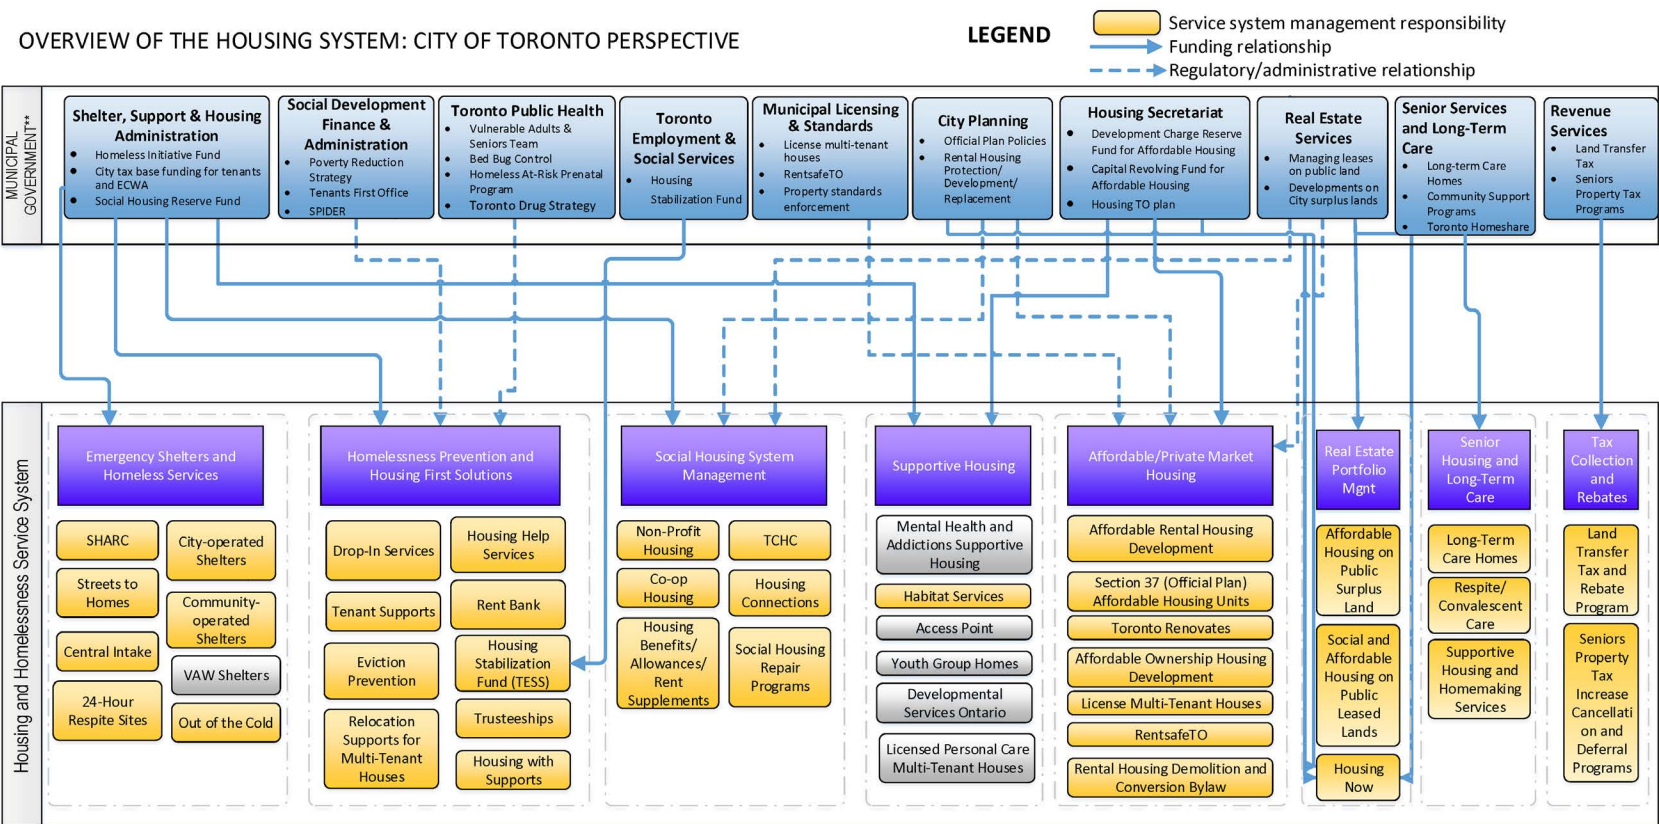 OVERVIEW OF THE HOUSING SYSTEM: CITY OF TORONTO PERSPECTIVE
LEGEND
Service system management responsibility
Funding relationship
Regulatory/administrative relationship
MUNICIPAL
GOVERNMENT**
Shelter, Support & Housing
Administration
• Homeless Initiative Fund
• City tax base funding for tenants
and ECWA
• Social Housing Reserve Fund
Social Development
Finance &
Administration
• Poverty Reduction
Strategy
• Tenants First Office
• SPIDER
Toronto Public Health
• Vulnerable Adults &
Seniors Team
• Bed Bug Control
• Homeless At-Risk Prenatal
Program
• Toronto Drug Strategy
Toronto
Employment &
Social Services
• Housing
Stabilization Fund
Municipal Licensing
& Standards
• License multi-tenant
houses
• RentsafeTO
• Property standards
enforcement
City Planning
• Official Plan Policies
• Rental Housing
Protection/
Development/
Replacement
Housing Secretariat
• Development Charge Reserve
Fund for Affordable Housing
• Capital Revolving Fund for
Affordable Housing
• Housing TO plan
Real Estate
Services
• Managing leases
on public land
• Developments on
City surplus lands
Senior Services
and Long-Term
Care
• Long-term Care
Homes
• Community Support
Programs
• Toronto Homeshare
Revenue
Services
• Land Transfer
Tax
• Seniors
Property Tax
Programs
Housing and Homelessness Service System
Emergency Shelters and
Homeless Services
SHARC
Streets to
Homes
Central Intake
24-Hour
Respite Sites
City-operated
Shelters
Community-
operated
Shelters
VAW Shelters
Out of the Cold
Homelessness Prevention and
Housing First Solutions
Drop-In Services
Tenant Supports
Eviction
Prevention
Relocation
Supports for
Multi-Tenant
Houses
Housing Help
Services
Rent Bank
Housing
Stabilization
Fund (TESS)
Trusteeships
Housing with
Supports
Social Housing System
Management
Non-Profit
Housing
Co-op
Housing
Housing
Benefits/
Allowances/
Rent
Supplements
TCHC
Housing
Connections
Social Housing
Repair
Programs
Supportive Housing
Mental Health and
Addictions Supportive
Housing
Habitat Services
Access Point
Youth Group Homes
Developmental
Services Ontario
Licensed Personal Care
Multi-Tenant Houses
Affordable/Private Market
Housing
Affordable Rental Housing
Development
Section 37 (Official Plan)
Affordable Housing Units
Toronto Renovates
Affordable Ownership Housing
Development
License Multi-Tenant Houses
RentsafeTO
Rental Housing Demolition and
Conversion Bylaw
Real Estate
Portfolio
Mgnt
Affordable
Housing on
Public
Surplus
Land
Social and
Affordable
Housing on
Public
Leased
Lands
Housing
Now
Senior
Housing and
Long-Term
Care
Long-Term
Care Homes
Respite/
Convalescent
Care
Supportive
Housing and
Homemaking
Services
Tax
Collection
and
Rebates
Land
Transfer
Tax and
Rebate
Program
Seniors
Property
Tax
Increase
Cancellati
on and
Deferral
Programs